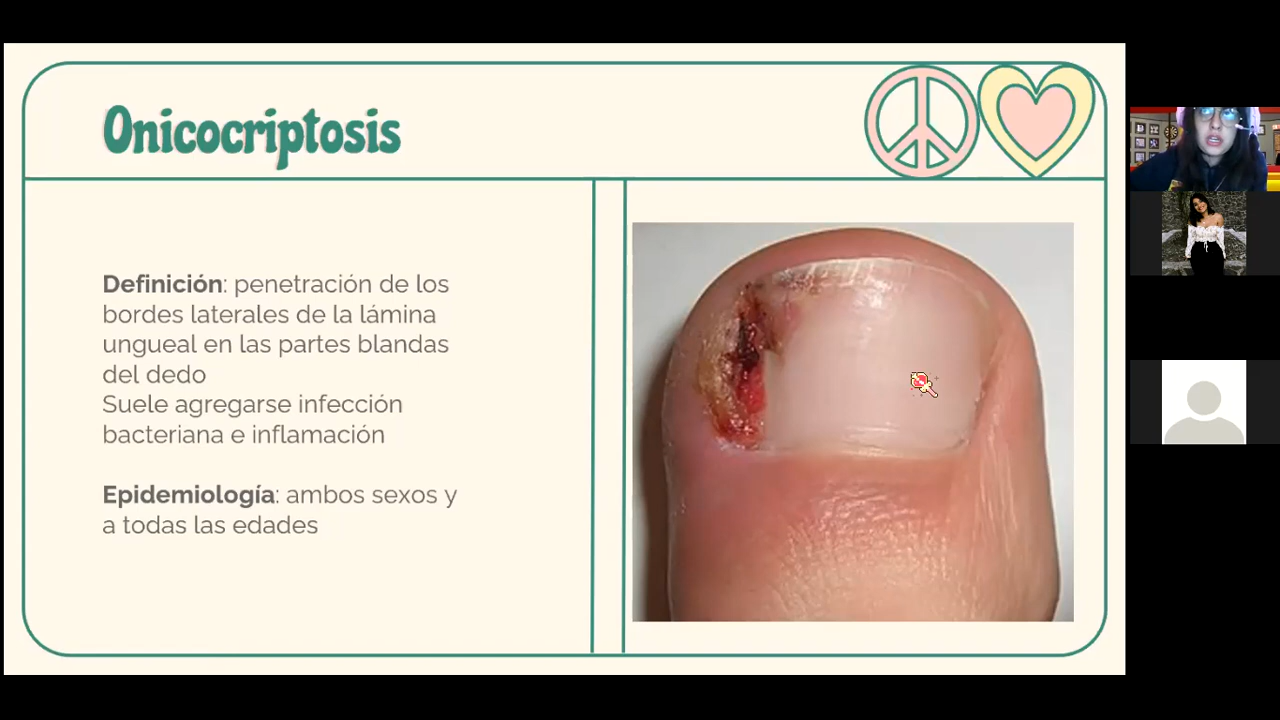 Onicocriptosis
Definición: penetración de los
bordes laterales de la lámina
ungueal en las partes blandas
del dedo
Suele agregarse infección
bacteriana e inflamación
Epidemiología: ambos sexos y
a todas las edades